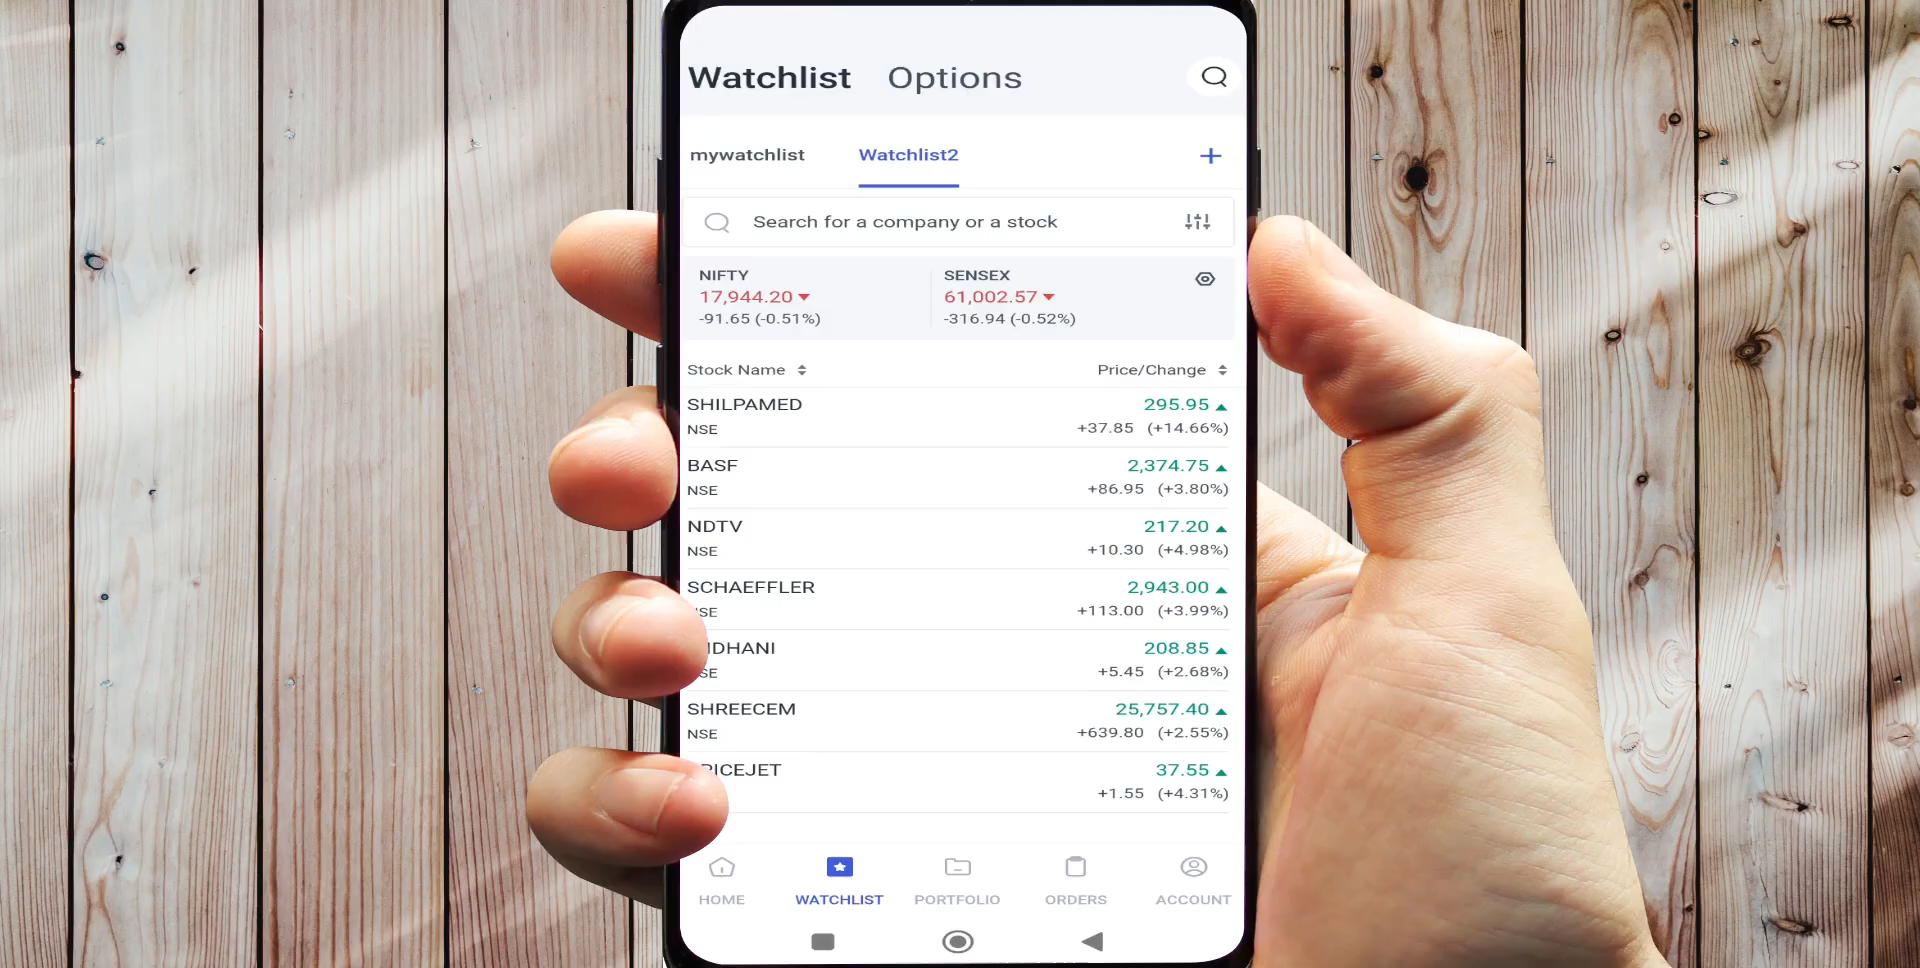 Watchlist Options
mywatchlist Watchlist2
Search for a company or a stock
NIFTY SENSEX
17,944.20 61,002.57
-91.65 (-0.51%) -316.94 (-0.52%)
Stock Name Price/Change
SHILPAMED 295.95
NSE +37.85 (+14.66%)
BASF 2,374.75
NSE +86.95 (+3.80%)
NDTV 217.20
NSE +10.30 (+4.98%)
SCHAEFFLER 2,943.00
+113.00 (+3.99%)
208.85
+5.45 (+2.68%)
SHREECEM 25,757.40
NSE +639.80 (+2.55%)
37.55
+1.55 (+4.31%)
HOME WATCHLIST PORTFOLIO ORDERS ACCOUNT